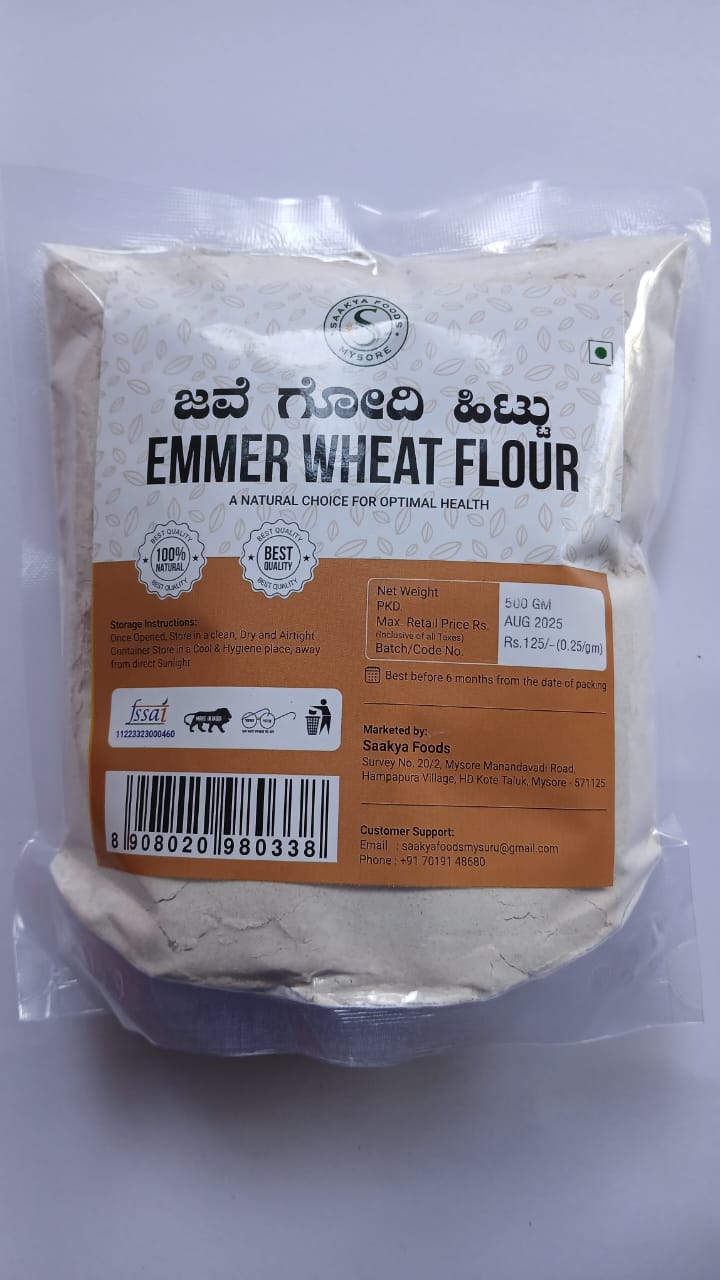 SAAKYA FOODS
S
MYSORE
ಜವೆ ಗೋದಿ ಹಿಟ್ಟು
EMMER WHEAT FLOUR
A NATURAL CHOICE FOR OPTIMAL HEALTH
BEST QUALITY
100%
NATURAL
BEST QUALITY
BEST QUALITY
BEST
QUALITY
BEST QUALITY
Storage Instructions:
Once Opened, Store in a clean, Dry and Airtight
Container Store in a Cool & Hygiene place, away
from direct Sunlight
Net Weight 500 GM
PKD. AUG 2025
Max. Retail Price Rs. Rs.125/-(0.25/gm)
(Inclusive of all Taxes)
Batch/Code No.
Best before 6 months from the date of packing
fssai
11223323000460
MAKE IN INDIA
Marketed by:
Saakya Foods
Survey No. 20/2, Mysore Manandavadi Road,
Hampapura Village, HD Kote Taluk, Mysore - 571125.
8 908020 980338
Customer Support:
Email : saakyafoodsmysuru@gmail.com
Phone : +91 70191 48680